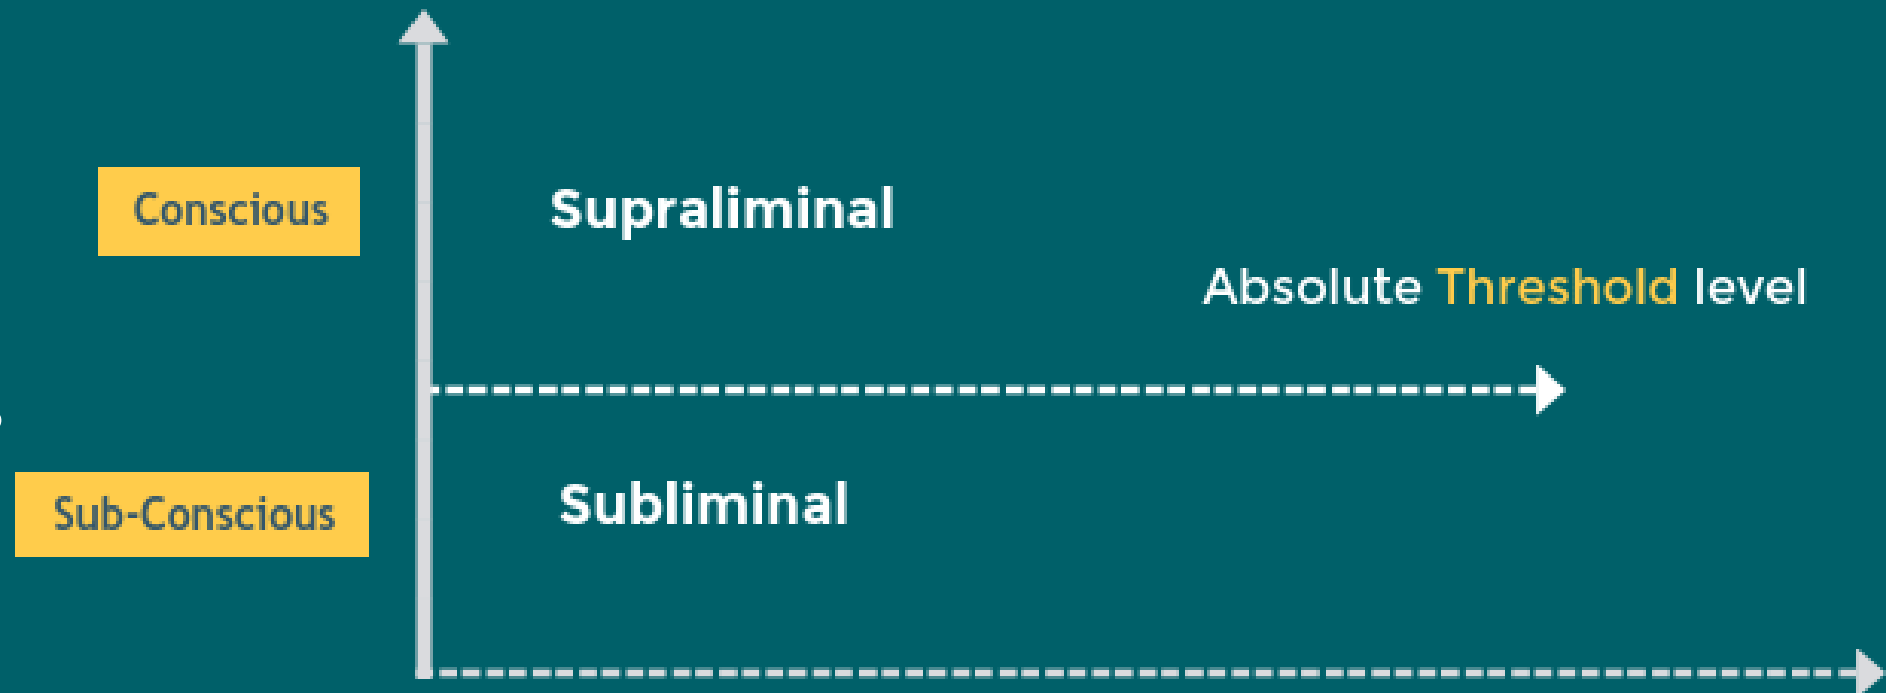 Conscious
Supraliminal
Absolute Threshold level
Sub-Conscious
Subliminal